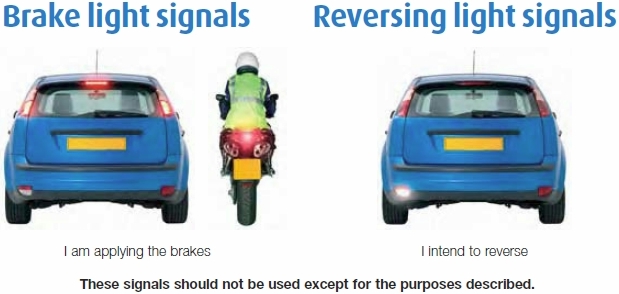 Brake light signals
Reversing light signals
I am applying the brakes
I intend to reverse
These signals should not be used except for the purposes described.